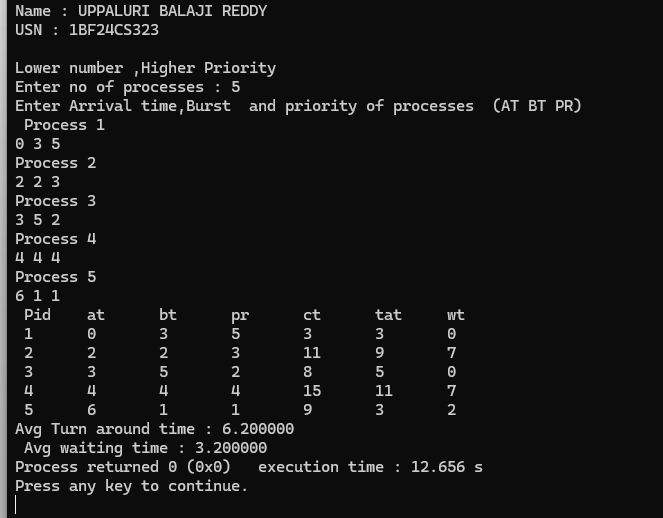 Name : UPPALURI BALAJI REDDY
USN : 1BF24CS323
Lower number ,Higher Priority
Enter no of processes : 5
Enter Arrival time,Burst  and priority of processes  (AT BT PR)
Process 1
0 3 5
Process 2
2 2 3
Process 3
3 5 2
Process 4
4 4 4
Process 5
6 1 1
Pid at bt pr ct tat wt
1 0 3 5 3 3 0
2 2 2 3 11 9 7
3 3 5 2 8 5 0
4 4 4 4 15 11 7
5 6 1 1 9 3 2
Avg Turn around time : 6.200000
Avg waiting time : 3.200000
Process returned 0 (0x0)   execution time : 12.656 s
Press any key to continue.